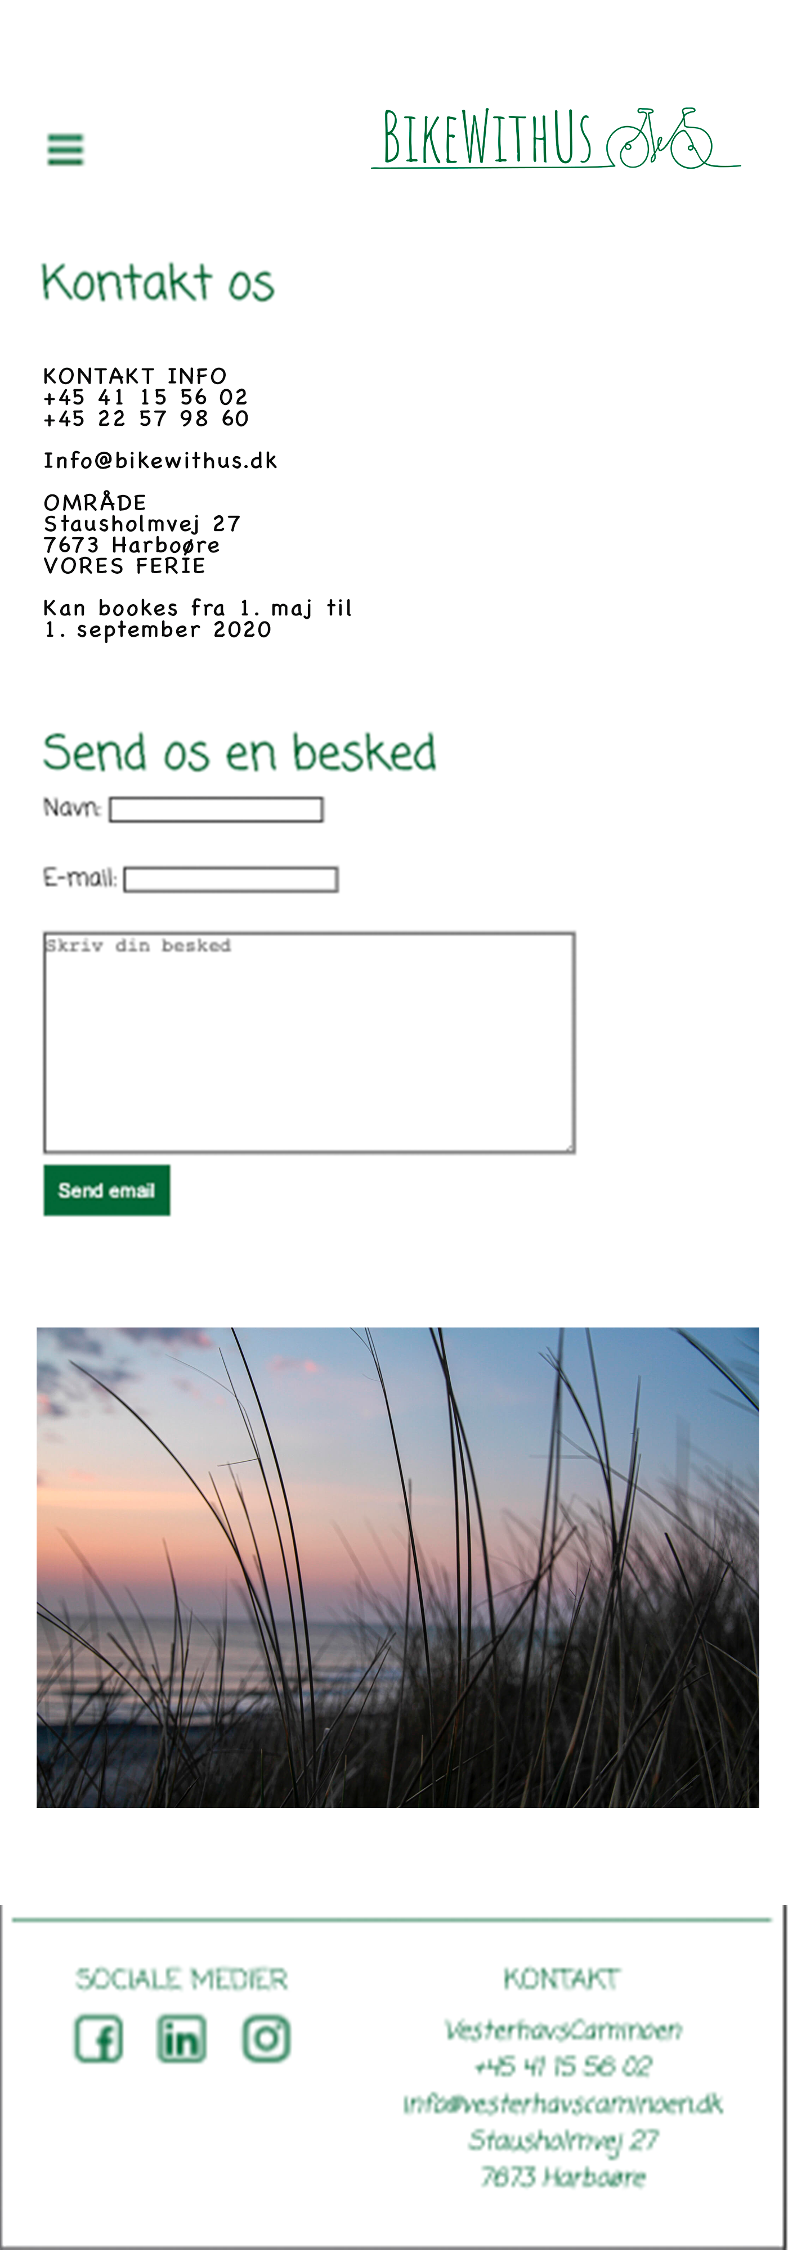 BIKEWITHUS
Kontakt os
KONTAKT INFO
+45 41 15 56 02
+45 22 57 98 60
Info@bikewithus.dk
OMRÅDE
Stausholmvej 27
7673 Harboøre
VORES FERIE
Kan bookes fra 1. maj til
1. september 2020
Send os en besked
Navn:
E-mail:
Skriv din besked
Send email
SOCIALE MEDIER
KONTAKT
VesterhavsCaminoen
+45 41 15 56 02
info@vesterhavscaminoen.dk
Stausholmvej 27
7673 Harboøre